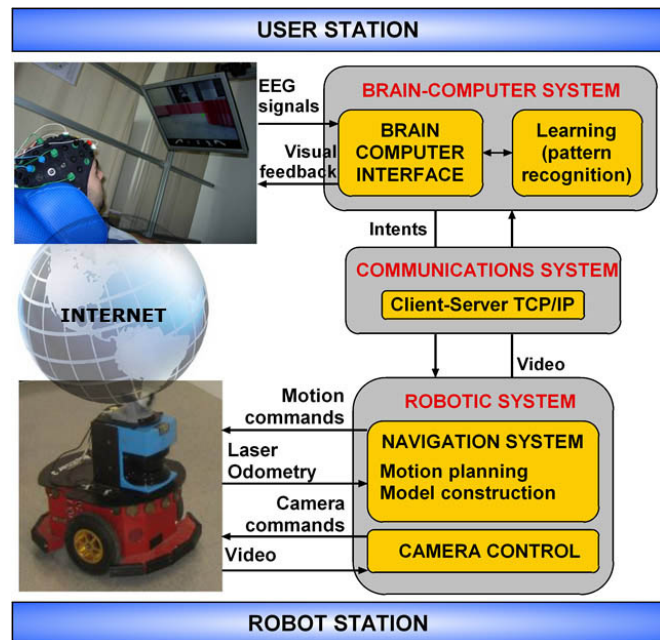 USER STATION
EEG
signals
Visual
feedback
BRAIN-COMPUTER SYSTEM
BRAIN
COMPUTER
INTERFACE
Learning
(pattern
recognition)
Intents
COMMUNICATIONS SYSTEM
Client-Server TCP/IP
INTERNET
Video
Motion
commands
Laser
Odometry
Camera
commands
Video
ROBOTIC SYSTEM
NAVIGATION SYSTEM
Motion planning
Model construction
CAMERA CONTROL
ROBOT STATION